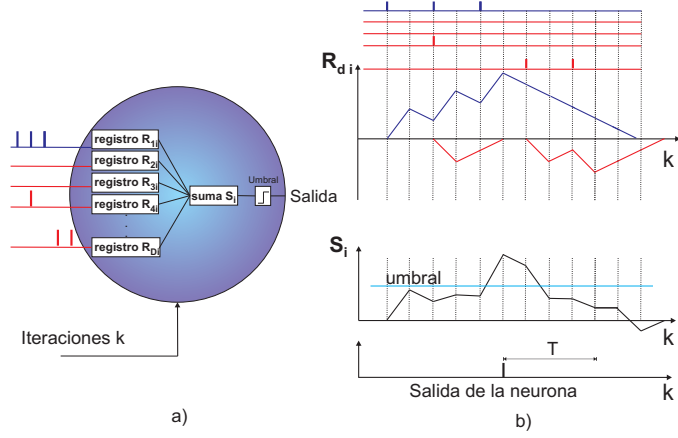 registro R1i
registro R2i
registro R3i
registro R4i
.
.
.
registro RDi
suma Si
Umbral
Salida
Iteraciones k
a)
Rd i
k
Si
umbral
k
T
Salida de la neurona
k
b)